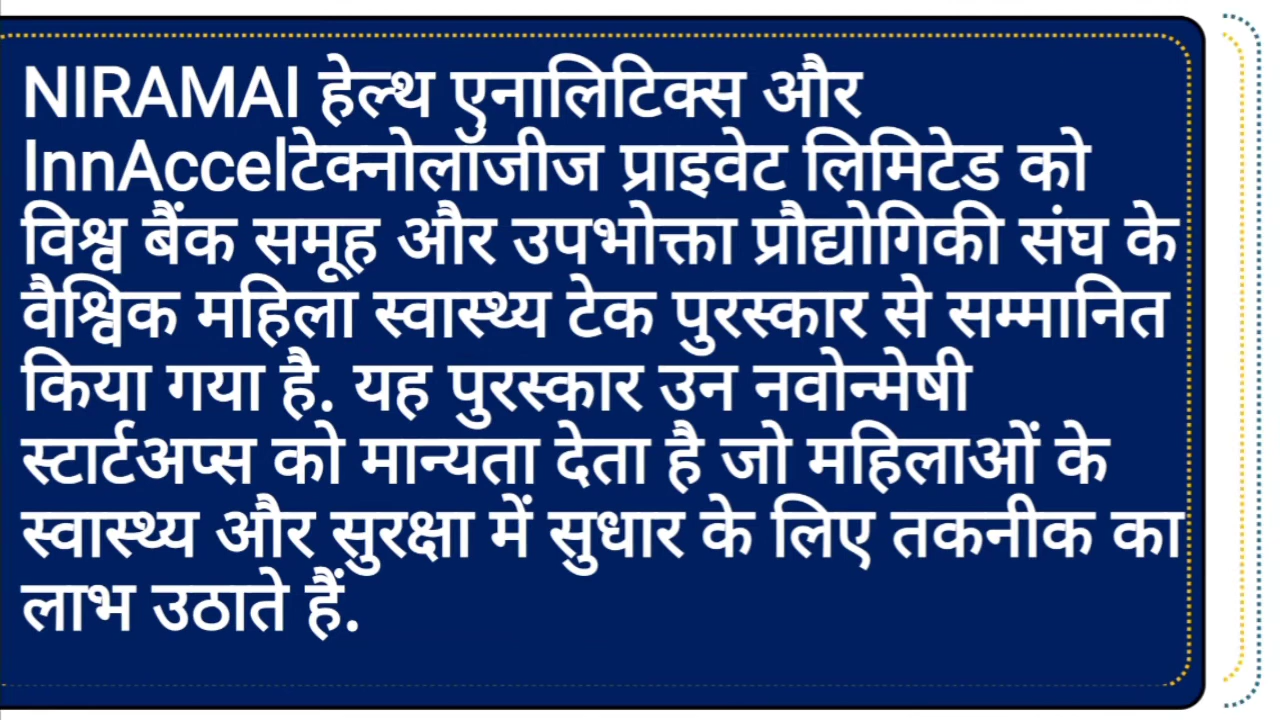 NIRAMAI हेल्थ एुनालिटिक्स और
InnAccelटेक्नोलॉजीज प्राइवेट लिमिटेड को
विश्व बैंक समूह और उपभोक्ता प्रौद्योगिकी संघ के
वैश्विक महिला स्वास्थ्य टेक पुरस्कार से सम्मानित
किया गया है. यह पुरस्कार उन नवोन्मेषी
स्टार्टअप्स को मान्यता देता है जो महिलाओं के
स्वास्थ्य और सुरक्षा में सुधार के लिए तकनीक का
लाभ उठाते हैं.